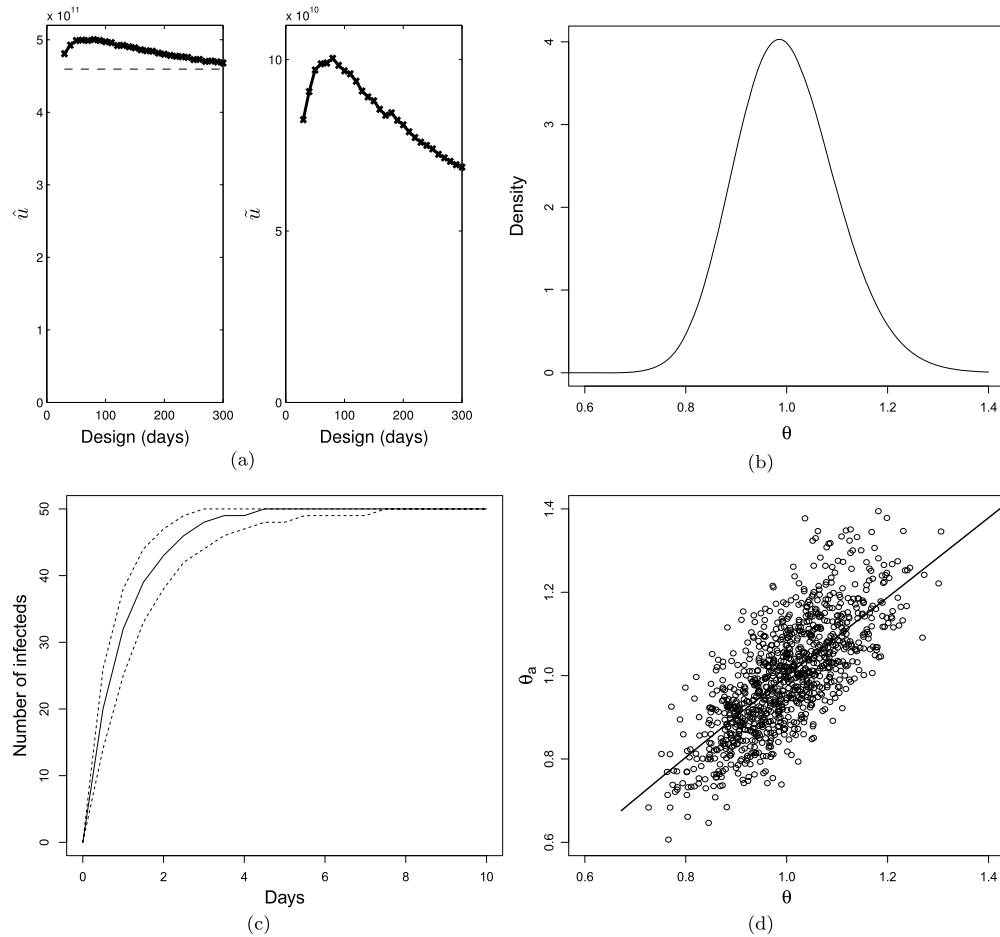 x 10^11
5
4
3
2
1
0
û
0 100 200 300
Design (days)
x 10^10
10
5
0
ũ
0 100 200 300
Design (days)
(a)
4
3
2
1
0
Density
0.6 0.8 1.0 1.2 1.4
θ
(b)
50
40
30
20
10
0
Number of infecteds
0 2 4 6 8 10
Days
(c)
1.4
1.2
1.0
0.8
0.6
θa
0.6 0.8 1.0 1.2 1.4
θ
(d)